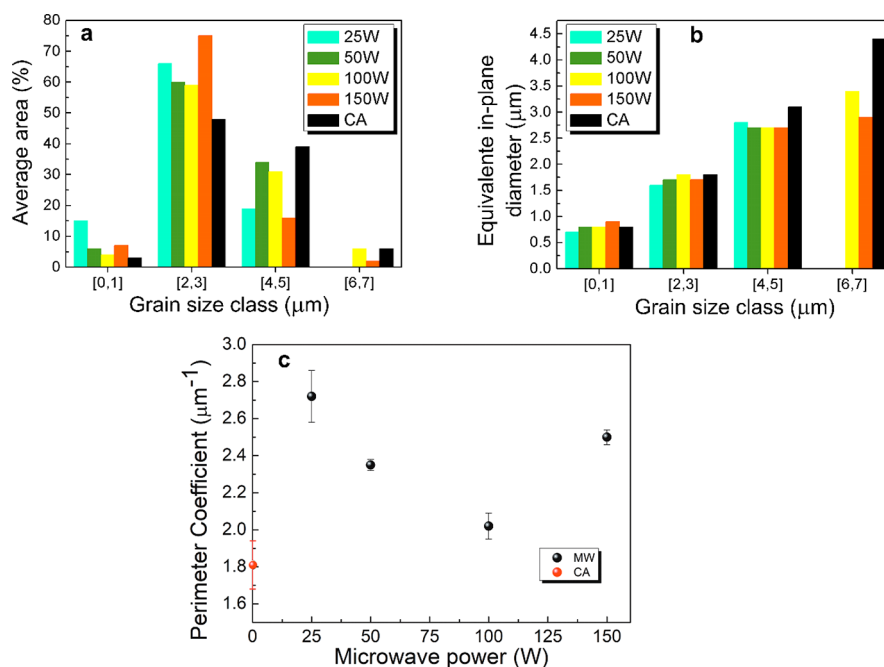 a
80
70
60
50
40
30
20
10
0
Average area (%)
25W
50W
100W
150W
CA
[0,1]
[2,3]
[4,5]
[6,7]
Grain size class (μm)
b
4.5
4.0
3.5
3.0
2.5
2.0
1.5
1.0
0.5
0.0
Equivalente in-plane
diameter (μm)
25W
50W
100W
150W
CA
[0,1]
[2,3]
[4,5]
[6,7]
Grain size class (μm)
c
3.0
2.8
2.6
2.4
2.2
2.0
1.8
1.6
Perimeter Coefficient (μm⁻¹)
MW
CA
0
25
50
75
100
125
150
Microwave power (W)